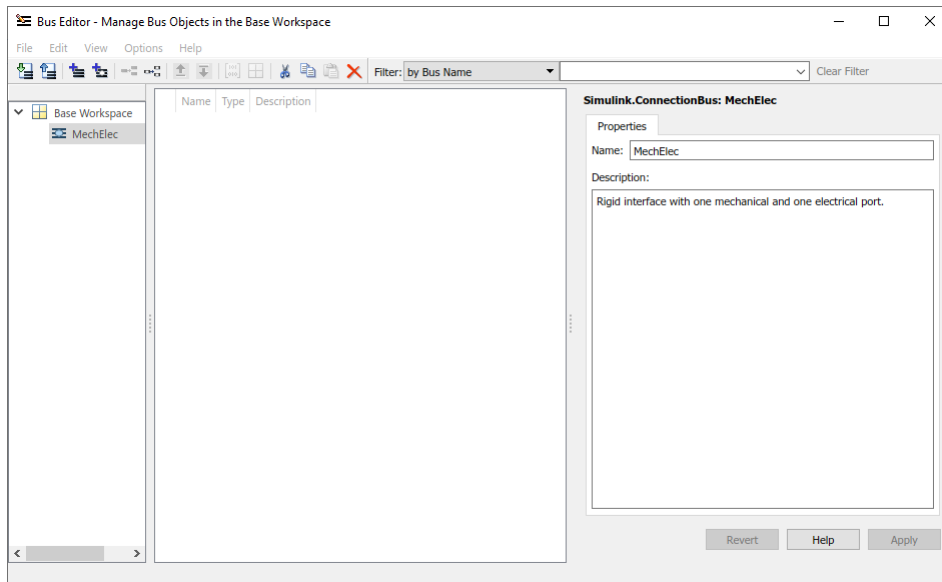 Bus Editor - Manage Bus Objects in the Base Workspace
File Edit View Options Help
Filter: by Bus Name Clear Filter
Base Workspace
MechElec
Name Type Description
Simulink.ConnectionBus: MechElec
Properties
Name: MechElec
Description:
Rigid interface with one mechanical and one electrical port.
Revert Help Apply